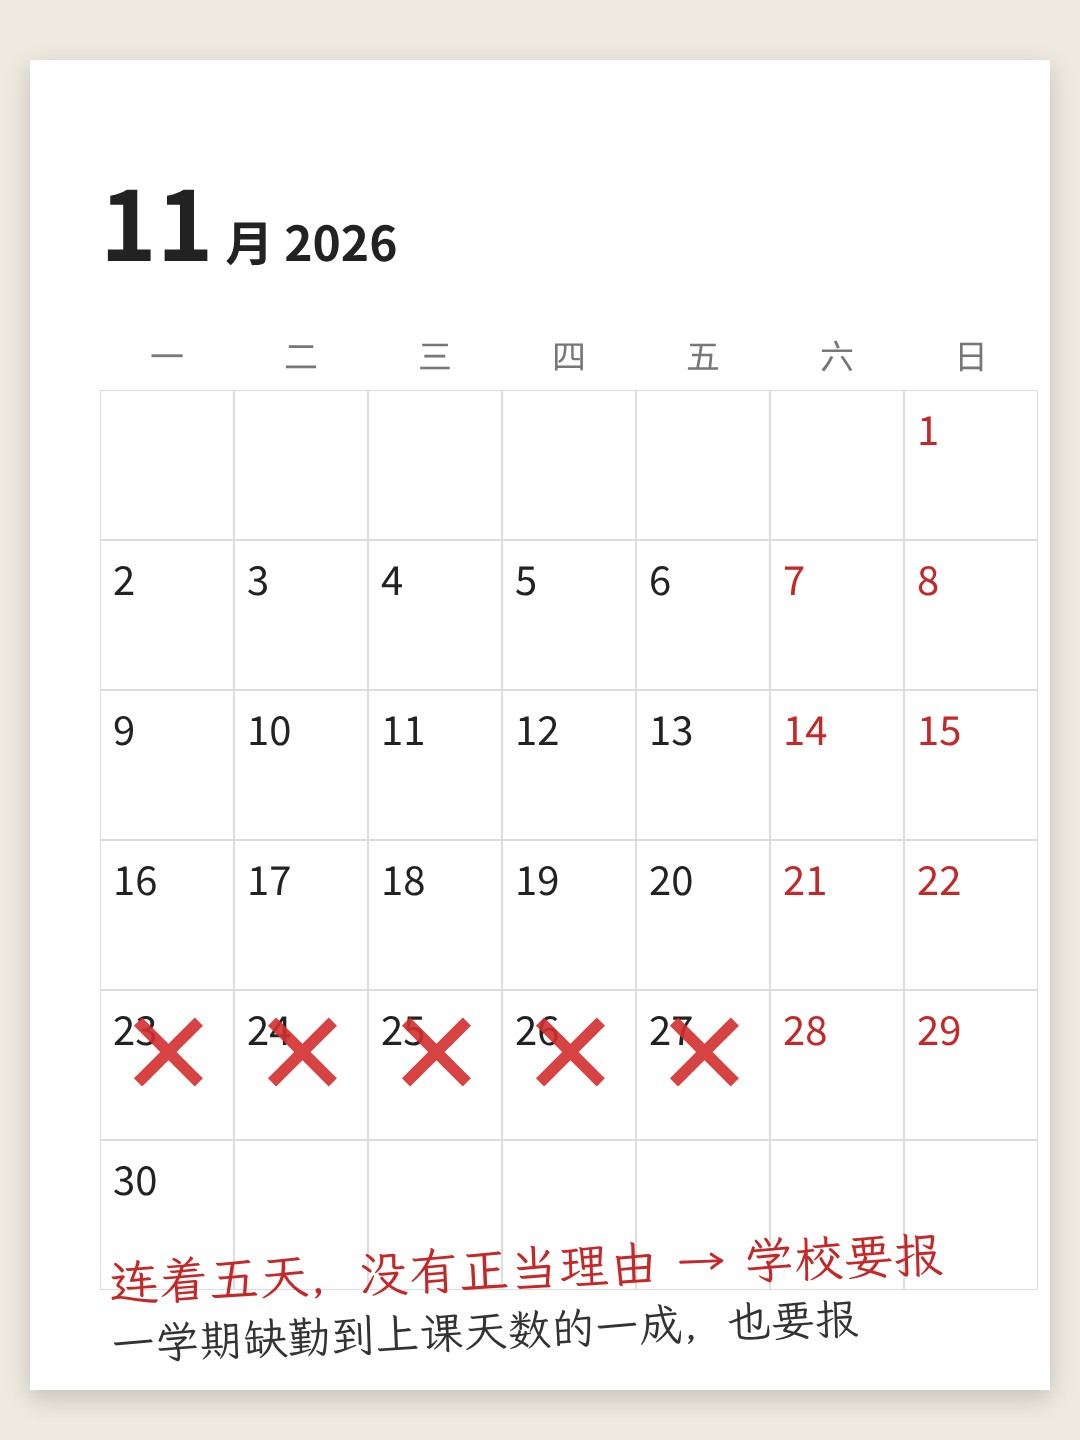 11 月 2026
一 二 三 四 五 六 日
1
2 3 4 5 6 7 8
9 10 11 12 13 14 15
16 17 18 19 20 21 22
23 24 25 26 27 28 29
30
连着五天，没有正当理由 → 学校要报
一学期缺勤到上课天数的一成，也要报